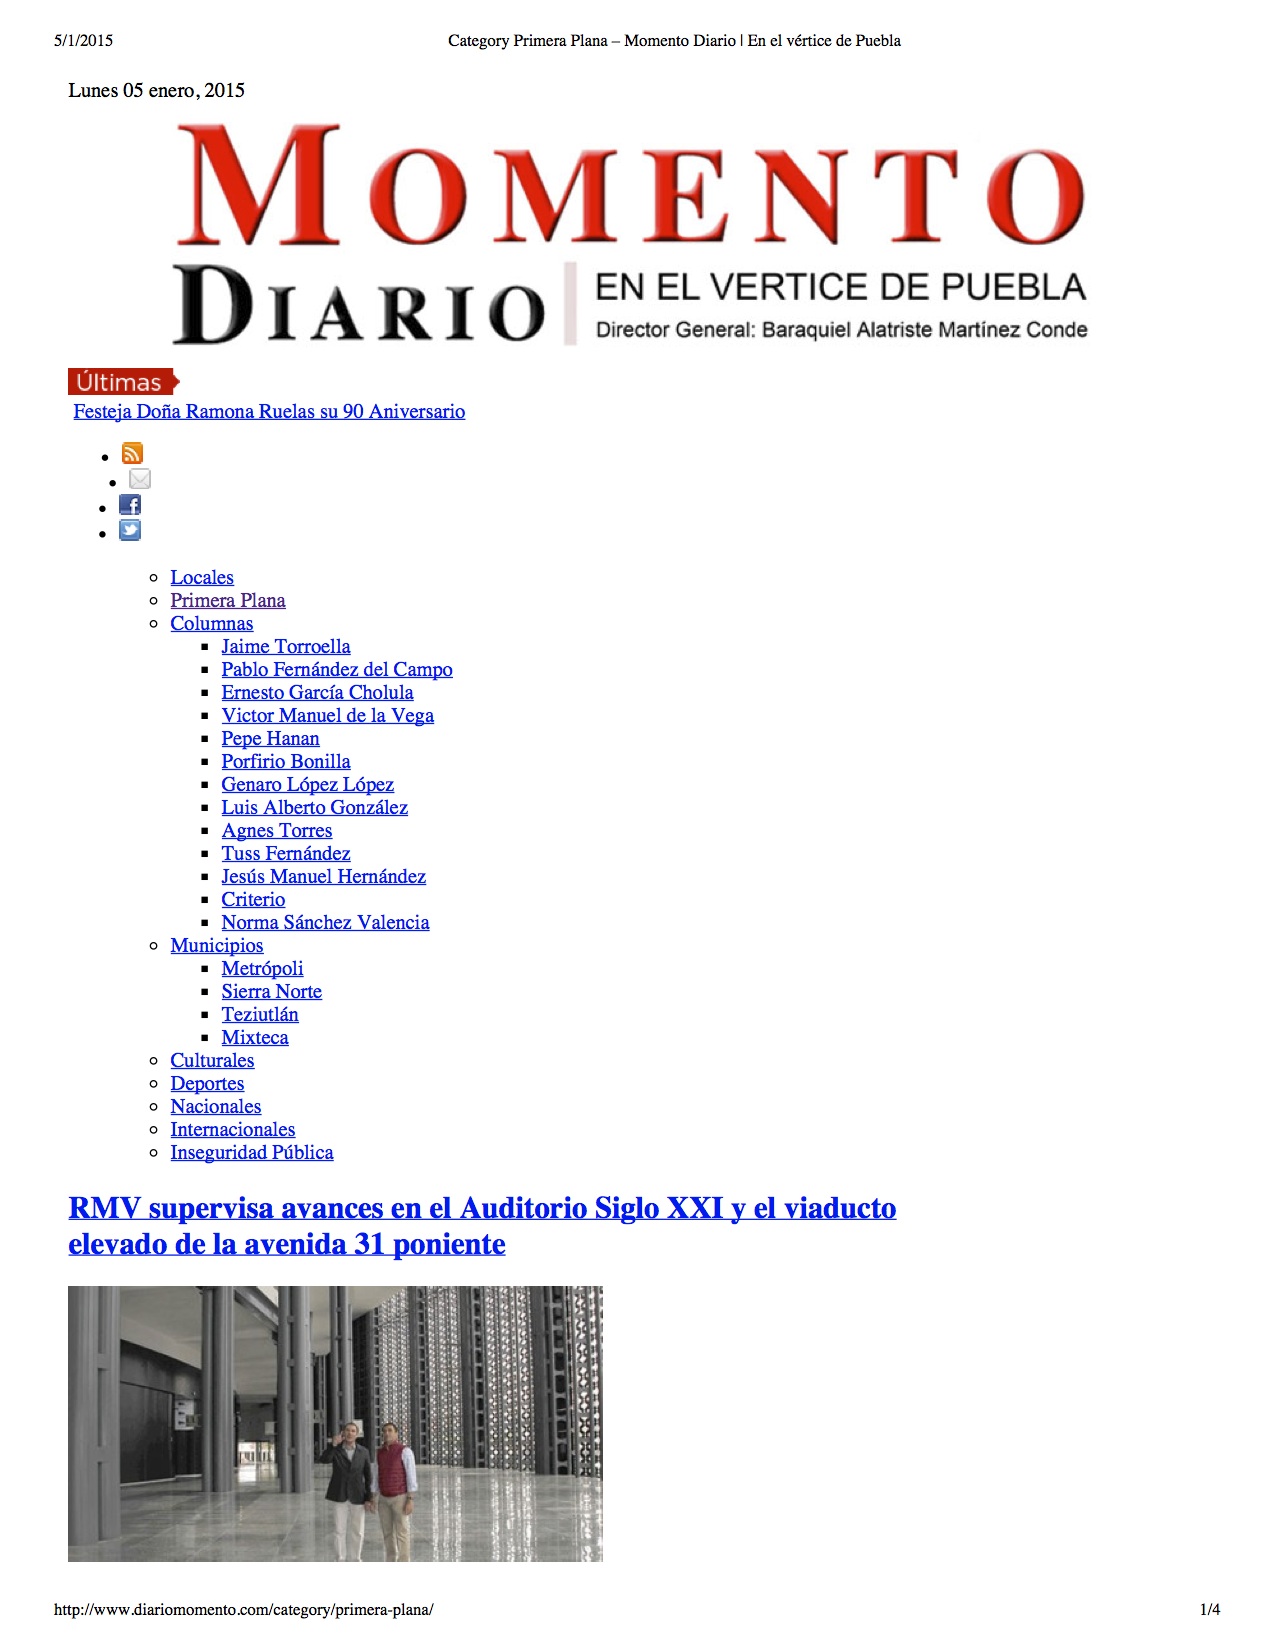 5/1/2015 Category Primera Plana – Momento Diario | En el vértice de Puebla
Lunes 05 enero, 2015
MOMENTO
DIARIO
EN EL VERTICE DE PUEBLA
Director General: Baraquiel Alatriste Martínez Conde
Últimas
Festeja Doña Ramona Ruelas su 90 Aniversario
Locales
Primera Plana
Columnas
Jaime Torroella
Pablo Fernández del Campo
Ernesto García Cholula
Victor Manuel de la Vega
Pepe Hanan
Porfirio Bonilla
Genaro López López
Luis Alberto González
Agnes Torres
Tuss Fernández
Jesús Manuel Hernández
Criterio
Norma Sánchez Valencia
Municipios
Metrópoli
Sierra Norte
Teziutlán
Mixteca
Culturales
Deportes
Nacionales
Internacionales
Inseguridad Pública
RMV supervisa avances en el Auditorio Siglo XXI y el viaducto
elevado de la avenida 31 poniente
http://www.diariomomento.com/category/primera-plana/ 1/4